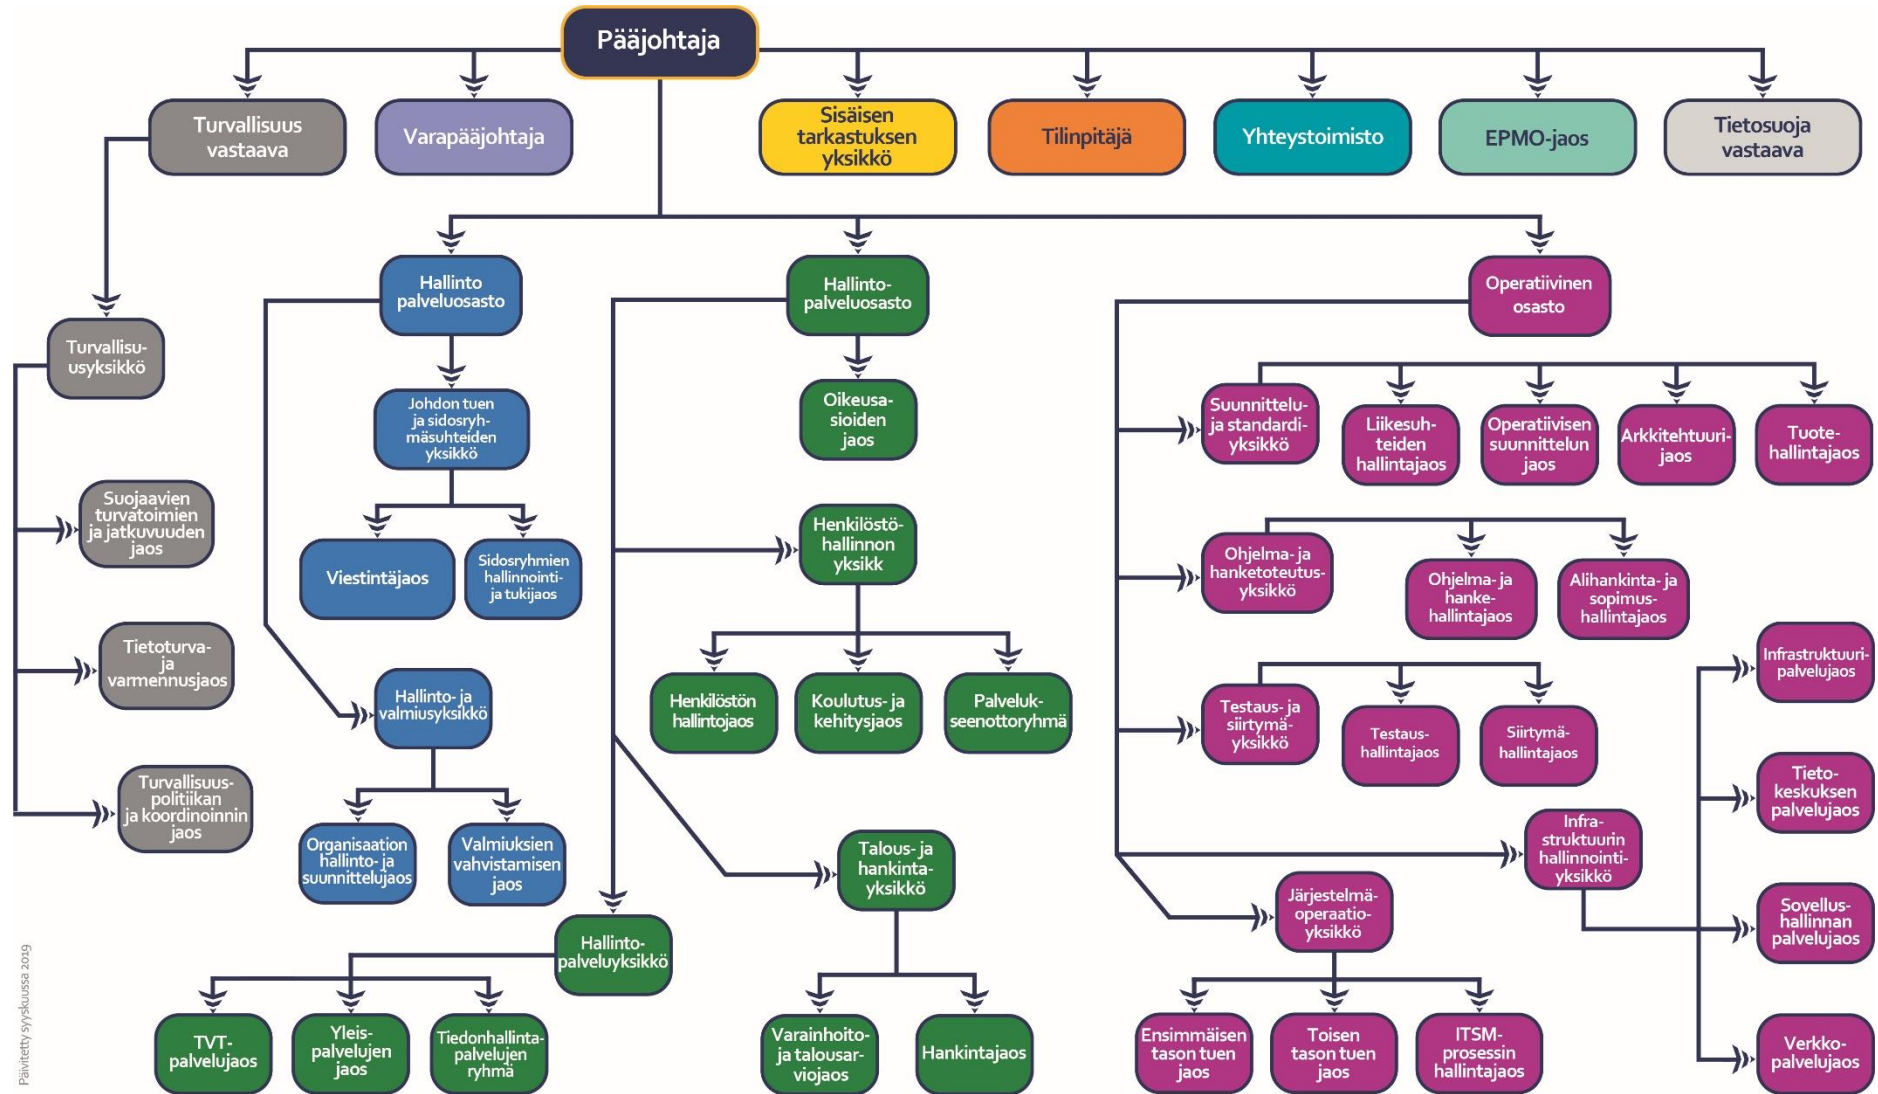 Pääjohtaja
Turvallisuus
vastaava
Varapääjohtaja
Sisäisen
tarkastuksen
yksikkö
Tilinpitäjä
Yhteystoimisto
EPMO-jaos
Tietosuoja
vastaava
Turvallisu-
usyksikkö
Suojaavien
turvatoimien
ja jatkuvuuden
jaos
Tietoturva-
ja
varmennusjaos
Turvallisuus-
politiikan
ja koordinoinnin
jaos
Hallinto
palveluosasto
Johdon tuen
ja sidosryh-
mäsuhteiden
yksikkö
Viestintäjaos
Sidosryhmien
hallinnointi-
ja tukijaos
Hallinto- ja
valmiusyksikkö
Organisaation
hallinto- ja
suunnittelujaos
Valmiuksien
vahvistamisen
jaos
Hallinto-
palveluosasto
Oikeusa-
sioiden
jaos
Henkilöstö-
hallinnon
yksikk
Henkilöstön
hallintojaos
Koulutus- ja
kehitysjaos
Palveluk-
seenottoryhmä
Talous- ja
hankinta-
yksikkö
Varainhoito-
ja talousar-
viojaos
Hankintajaos
Hallinto-
palveluyksikkö
TVT-
palvelujaos
Yleis-
palvelujen
jaos
Tiedonhallinta-
palvelujen
ryhmä
Operatiivinen
osasto
Suunnittelu-
ja standardi-
yksikkö
Liikesuh-
teiden
hallintajaos
Operatiivisen
suunnittelun
jaos
Arkkitehtuuri-
jaos
Tuote-
hallintajaos
Ohjelma- ja
hanketoteutus-
yksikkö
Ohjelma- ja
hanke-
hallintajaos
Alihankinta- ja
sopimus-
hallintajaos
Testaus- ja
siirtymä-
yksikkö
Testaus-
hallintajaos
Siirtymä-
hallintajaos
Infra-
struktuurin
hallinnointi-
yksikkö
Infrastruktuuri-
palvelujaos
Tieto-
keskuksen
palvelujaos
Sovellus-
hallinnan
palvelujaos
Verkko-
palvelujaos
Järjestelmä-
operaatio-
yksikkö
Ensimmäisen
tason tuen
jaos
Toisen
tason tuen
jaos
ITSM-
prosessin
hallintajaos
Päivitetty syyskuussa 2019